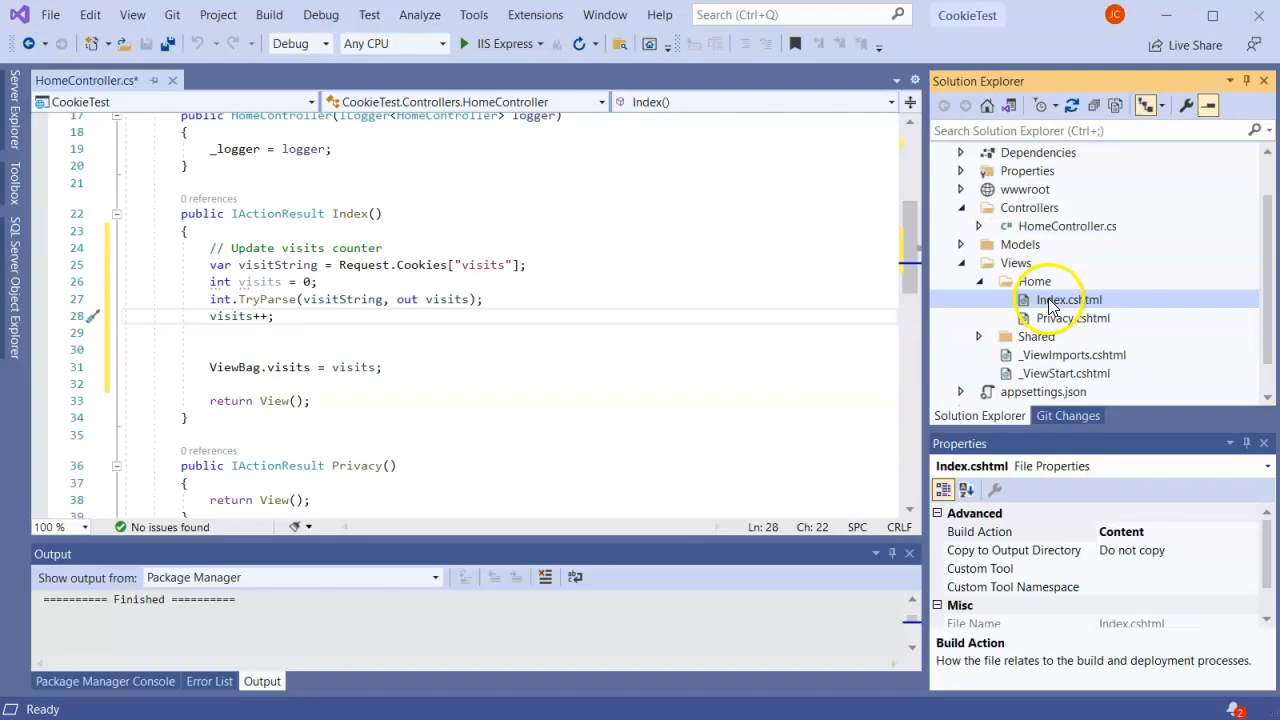 File Edit View Git Project Build Debug Test Analyze Tools Extensions Window Help Search (Ctrl+Q) CookieTest JC
Debug Any CPU IIS Express Live Share
Server Explorer
Toolbox
SQL Server Object Explorer
HomeController.cs*
CookieTest CookieTest.Controllers.HomeController Index()
17 public HomeController(ILogger<HomeController> logger)
18 {
19 _logger = logger;
20 }
21
0 references
22 public IActionResult Index()
23 {
24 // Update visits counter
25 var visitString = Request.Cookies["visits"];
26 int visits = 0;
27 int.TryParse(visitString, out visits);
28 visits++;
29
30
31 ViewBag.visits = visits;
32
33 return View();
34 }
35
0 references
36 public IActionResult Privacy()
37 {
38 return View();
39 }
100 % No issues found Ln: 28 Ch: 22 SPC CRLF
Output
Show output from: Package Manager
========== Finished ==========
Package Manager Console Error List Output
Solution Explorer
Search Solution Explorer (Ctrl+;)
Dependencies
Properties
wwwroot
Controllers
C# HomeController.cs
Models
Views
Home
Index.cshtml
Privacy.cshtml
Shared
_ViewImports.cshtml
_ViewStart.cshtml
appsettings.json
Solution Explorer Git Changes
Properties
Index.cshtml File Properties
Advanced
Build Action Content
Copy to Output Directory Do not copy
Custom Tool
Custom Tool Namespace
Misc
File Name Index.cshtml
Build Action
How the file relates to the build and deployment processes.
Ready 2